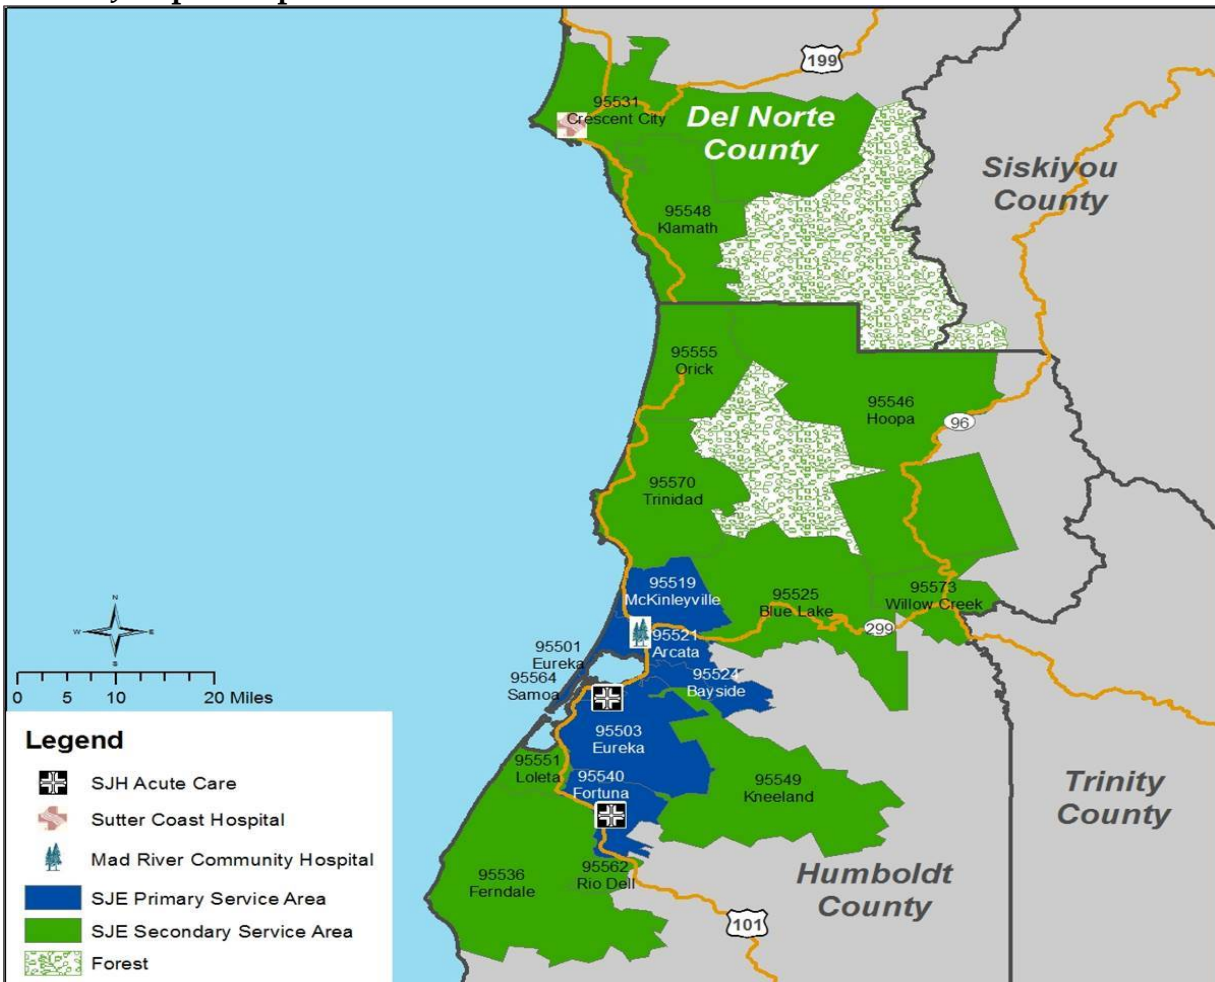 199
95531
Crescent City
Del Norte
County
Siskiyou
County
95548
Klamath
95555
Orick
95546
Hoopa
96
95570
Trinidad
95519
McKinleyville
95525
Blue Lake
95573
Willow Creek
299
95521
Arcata
95501
Eureka
95564
Samoa
95524
Bayside
95503
Eureka
95551
Loleta
95540
Fortuna
95549
Kneeland
95536
Ferndale
95562
Rio Dell
Humboldt
County
Trinity
County
101
N
W
E
S
0 5 10 20 Miles
Legend
SJH Acute Care
Sutter Coast Hospital
Mad River Community Hospital
SJE Primary Service Area
SJE Secondary Service Area
Forest